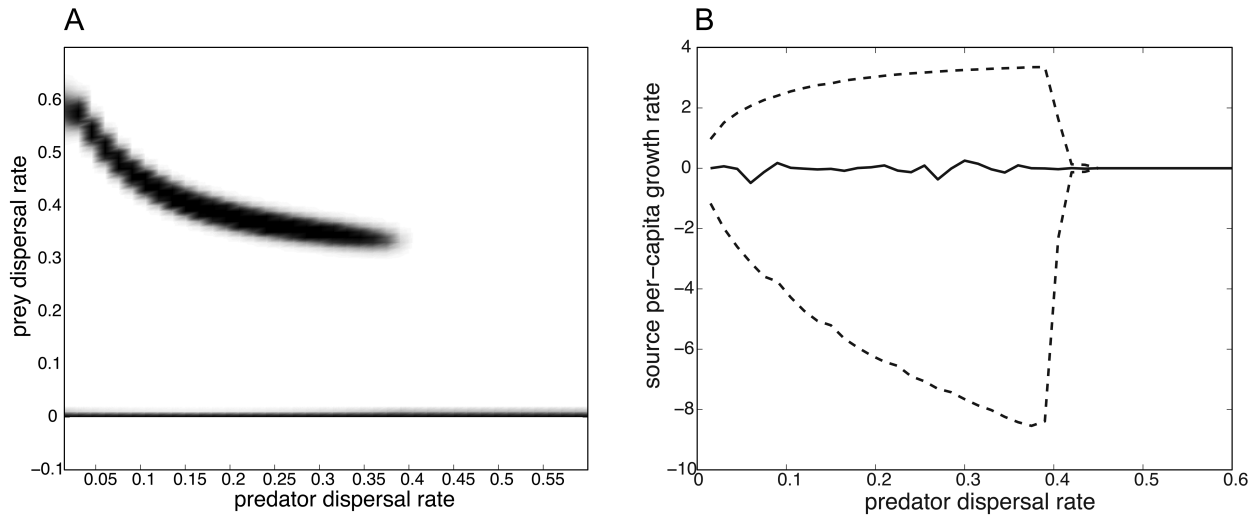 A
prey dispersal rate
0.6
0.5
0.4
0.3
0.2
0.1
0
−0.1
0.05 0.1 0.15 0.2 0.25 0.3 0.35 0.4 0.45 0.5 0.55
predator dispersal rate
B
source per−capita growth rate
4
2
0
−2
−4
−6
−8
−10
0 0.1 0.2 0.3 0.4 0.5 0.6
predator dispersal rate